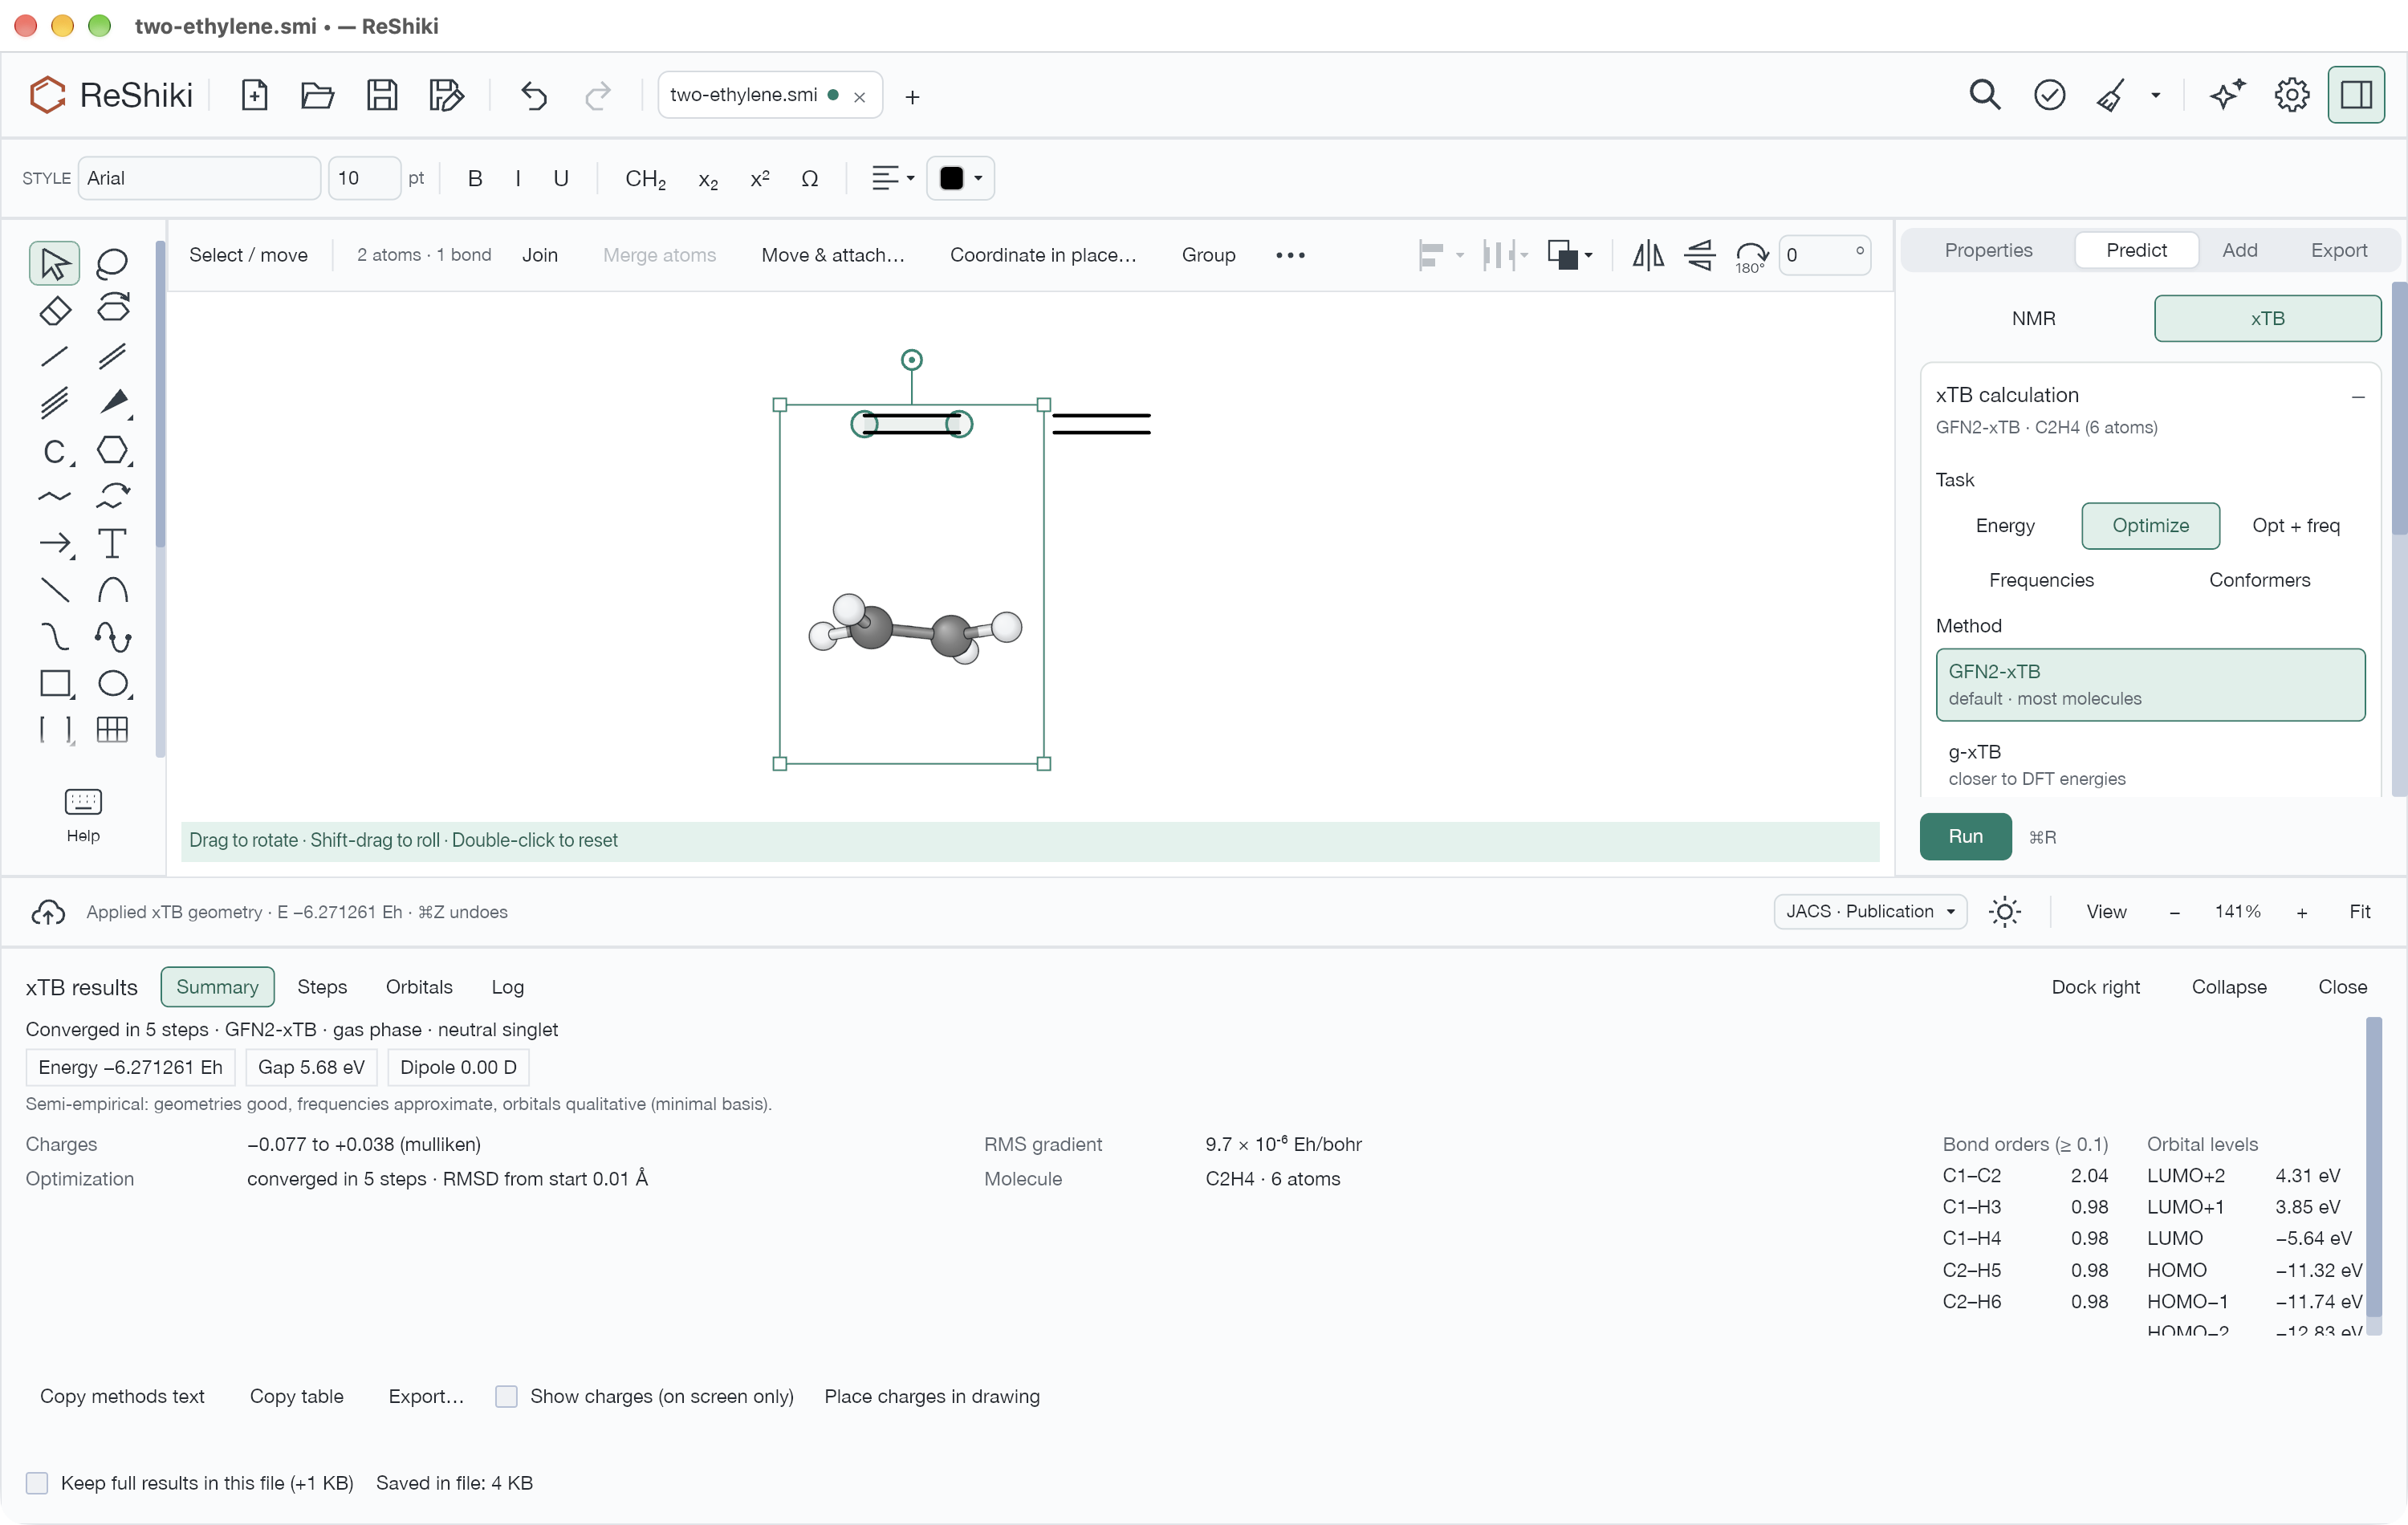 two-ethylene.smi • — ReShiki
ReShiki
two-ethylene.smi
STYLE Arial 10 pt B I U CH₂ x₂ x² Ω
Select / move 2 atoms · 1 bond Join Merge atoms Move & attach... Coordinate in place... Group 180° 0 °
Properties Predict Add Export
NMR xTB
xTB calculation
GFN2-xTB · C2H4 (6 atoms)
Task
Energy Optimize Opt + freq
Frequencies Conformers
Method
GFN2-xTB
default · most molecules
g-xTB
closer to DFT energies
Run ⌘R
C
T
Help
Drag to rotate · Shift-drag to roll · Double-click to reset
Applied xTB geometry · E −6.271261 Eh · ⌘Z undoes
JACS · Publication View − 141% + Fit
xTB results Summary Steps Orbitals Log Dock right Collapse Close
Converged in 5 steps · GFN2-xTB · gas phase · neutral singlet
Energy −6.271261 Eh Gap 5.68 eV Dipole 0.00 D
Semi-empirical: geometries good, frequencies approximate, orbitals qualitative (minimal basis).
Charges −0.077 to +0.038 (mulliken) RMS gradient 9.7 × 10⁻⁶ Eh/bohr
Optimization converged in 5 steps · RMSD from start 0.01 Å Molecule C2H4 · 6 atoms
Bond orders (≥ 0.1) Orbital levels
C1–C2 2.04 LUMO+2 4.31 eV
C1–H3 0.98 LUMO+1 3.85 eV
C1–H4 0.98 LUMO −5.64 eV
C2–H5 0.98 HOMO −11.32 eV
C2–H6 0.98 HOMO−1 −11.74 eV
HOMO−2 −12.83 eV
Copy methods text Copy table Export... Show charges (on screen only) Place charges in drawing
Keep full results in this file (+1 KB) Saved in file: 4 KB